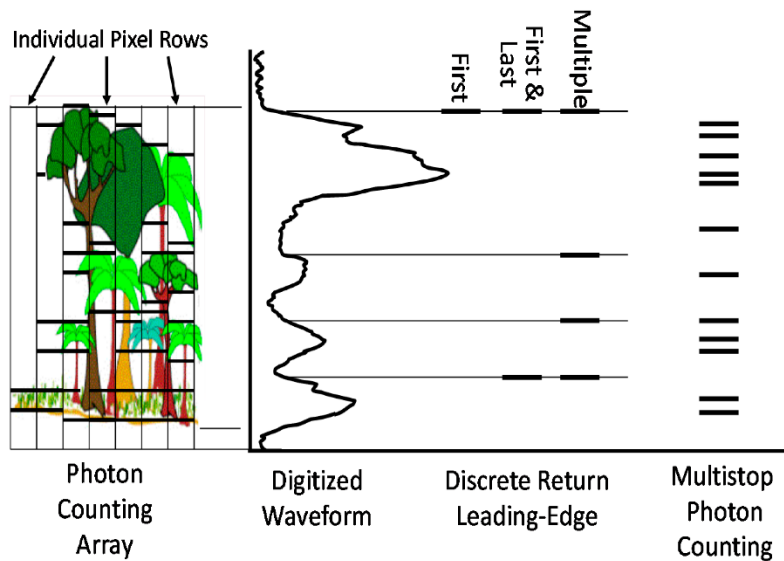 Individual Pixel Rows
First
First &
Last
Multiple
Photon
Counting
Array
Digitized
Waveform
Discrete Return
Leading-Edge
Multistop
Photon
Counting